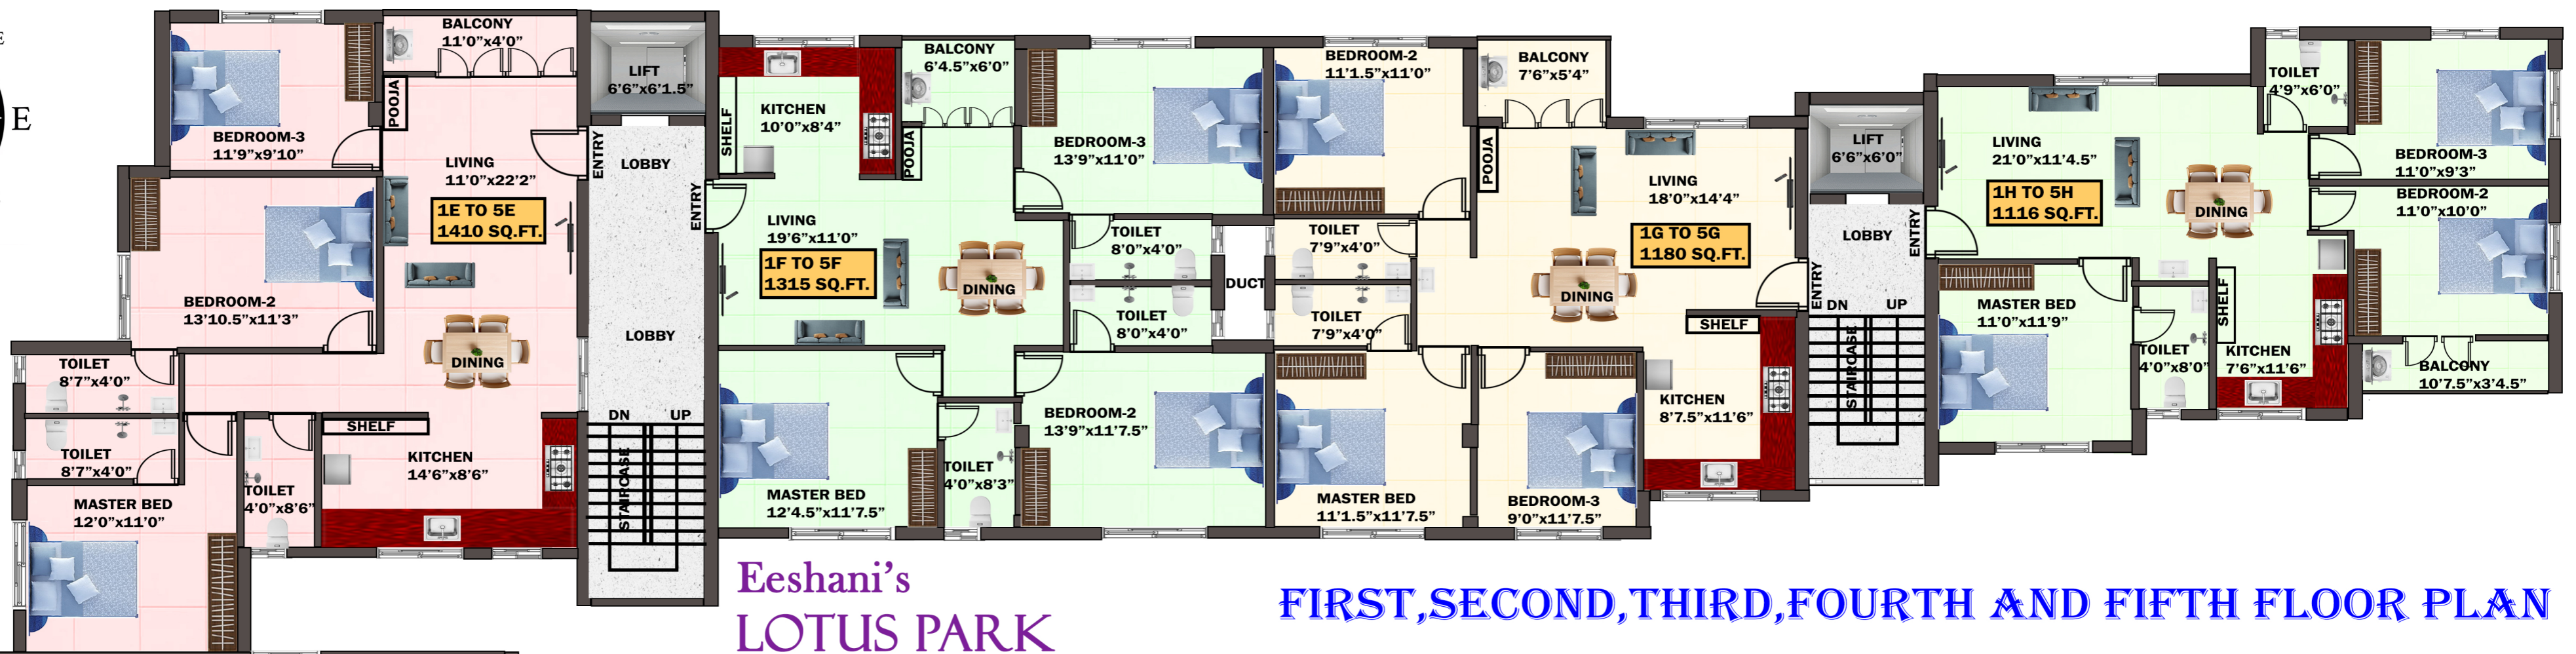 E
E
BALCONY
11'0"x4'0"
BEDROOM-3
11'9"x9'10"
POOJA
LIVING
11'0"x22'2"
1E TO 5E
1410 SQ.FT.
BEDROOM-2
13'10.5"x11'3"
DINING
TOILET
8'7"x4'0"
TOILET
8'7"x4'0"
MASTER BED
12'0"x11'0"
TOILET
4'0"x8'6"
SHELF
KITCHEN
14'6"x8'6"
LIFT
6'6"x6'1.5"
ENTRY
LOBBY
ENTRY
LOBBY
DN
UP
STAIRCASE
SHELF
KITCHEN
10'0"x8'4"
BALCONY
6'4.5"x6'0"
POOJA
BEDROOM-3
13'9"x11'0"
LIVING
19'6"x11'0"
1F TO 5F
1315 SQ.FT.
DINING
TOILET
8'0"x4'0"
TOILET
8'0"x4'0"
DUCT
MASTER BED
12'4.5"x11'7.5"
TOILET
4'0"x8'3"
BEDROOM-2
13'9"x11'7.5"
BEDROOM-2
11'1.5"x11'0"
BALCONY
7'6"x5'4"
POOJA
LIVING
18'0"x14'4"
1G TO 5G
1180 SQ.FT.
TOILET
7'9"x4'0"
TOILET
7'9"x4'0"
DINING
SHELF
KITCHEN
8'7.5"x11'6"
MASTER BED
11'1.5"x11'7.5"
BEDROOM-3
9'0"x11'7.5"
LIFT
6'6"x6'0"
LOBBY
ENTRY
ENTRY
DN
UP
STAIRCASE
LIVING
21'0"x11'4.5"
1H TO 5H
1116 SQ.FT.
DINING
TOILET
4'9"x6'0"
BEDROOM-3
11'0"x9'3"
BEDROOM-2
11'0"x10'0"
MASTER BED
11'0"x11'9"
TOILET
4'0"x8'0"
SHELF
KITCHEN
7'6"x11'6"
BALCONY
10'7.5"x3'4.5"
Eeshani's
LOTUS PARK
FIRST,SECOND,THIRD,FOURTH AND FIFTH FLOOR PLAN